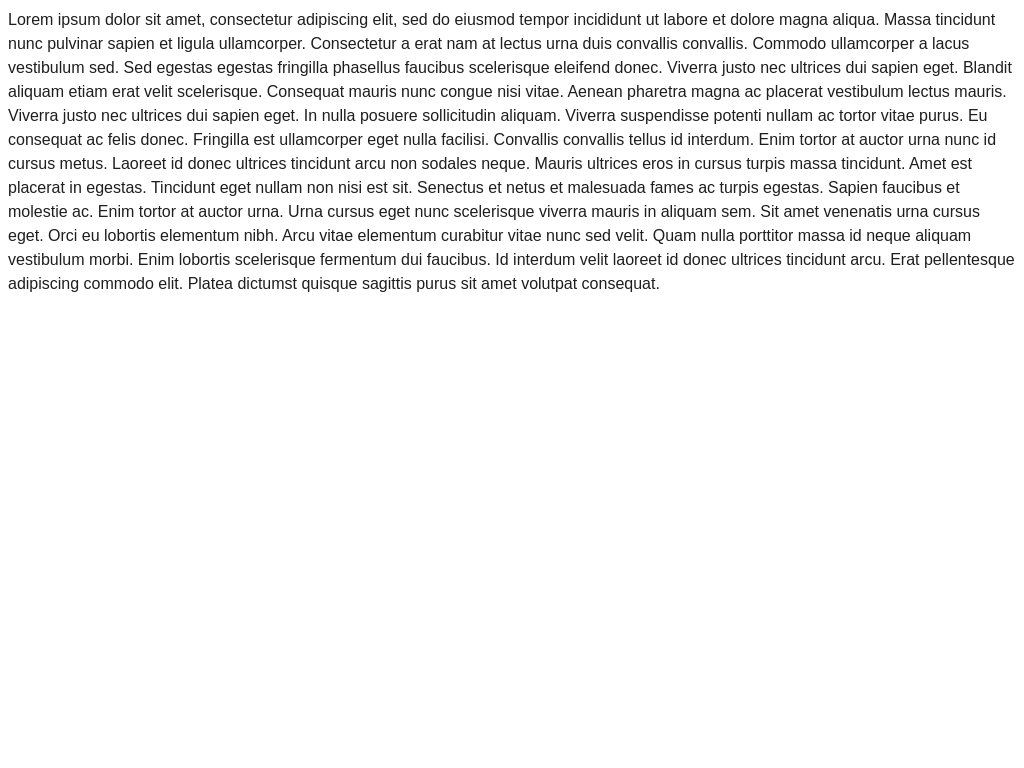 Lorem ipsum dolor sit amet, consectetur adipiscing elit, sed do eiusmod tempor incididunt ut labore et dolore magna aliqua. Massa tincidunt
nunc pulvinar sapien et ligula ullamcorper. Consectetur a erat nam at lectus urna duis convallis convallis. Commodo ullamcorper a lacus
vestibulum sed. Sed egestas egestas fringilla phasellus faucibus scelerisque eleifend donec. Viverra justo nec ultrices dui sapien eget. Blandit
aliquam etiam erat velit scelerisque. Consequat mauris nunc congue nisi vitae. Aenean pharetra magna ac placerat vestibulum lectus mauris.
Viverra justo nec ultrices dui sapien eget. In nulla posuere sollicitudin aliquam. Viverra suspendisse potenti nullam ac tortor vitae purus. Eu
consequat ac felis donec. Fringilla est ullamcorper eget nulla facilisi. Convallis convallis tellus id interdum. Enim tortor at auctor urna nunc id
cursus metus. Laoreet id donec ultrices tincidunt arcu non sodales neque. Mauris ultrices eros in cursus turpis massa tincidunt. Amet est
placerat in egestas. Tincidunt eget nullam non nisi est sit. Senectus et netus et malesuada fames ac turpis egestas. Sapien faucibus et
molestie ac. Enim tortor at auctor urna. Urna cursus eget nunc scelerisque viverra mauris in aliquam sem. Sit amet venenatis urna cursus
eget. Orci eu lobortis elementum nibh. Arcu vitae elementum curabitur vitae nunc sed velit. Quam nulla porttitor massa id neque aliquam
vestibulum morbi. Enim lobortis scelerisque fermentum dui faucibus. Id interdum velit laoreet id donec ultrices tincidunt arcu. Erat pellentesque
adipiscing commodo elit. Platea dictumst quisque sagittis purus sit amet volutpat consequat.